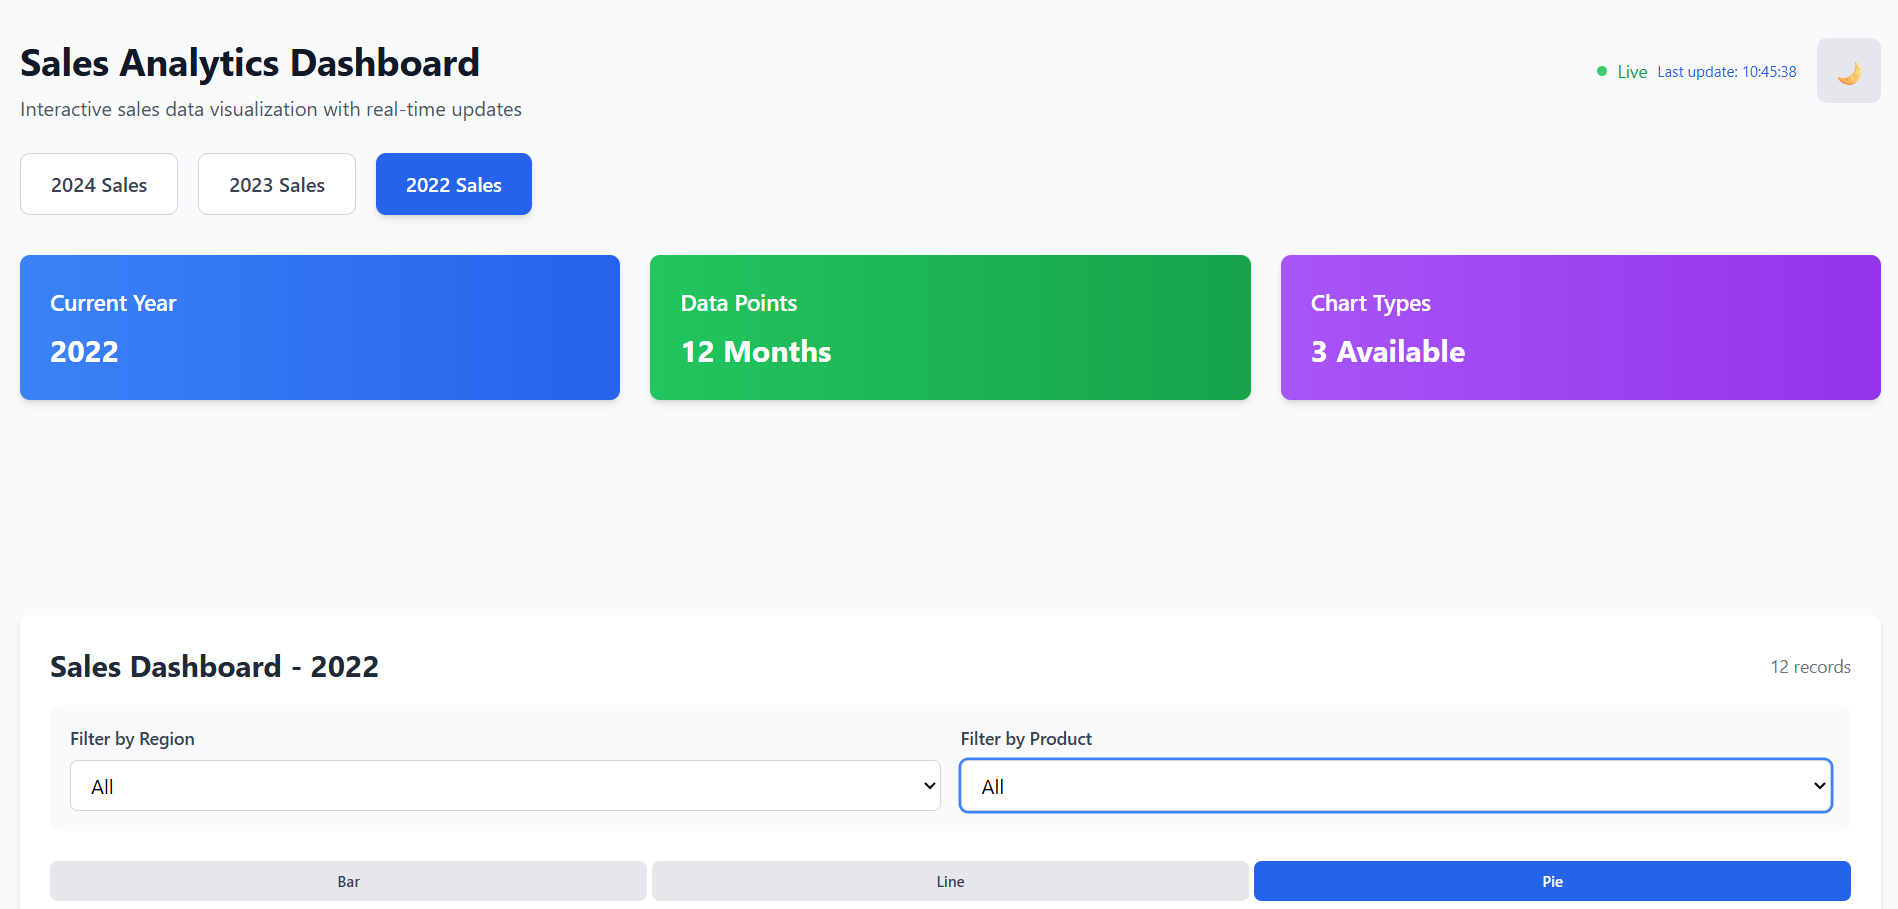 Sales Analytics Dashboard
Interactive sales data visualization with real-time updates
Live Last update: 10:45:38
2024 Sales 2023 Sales 2022 Sales
Current Year
2022
Data Points
12 Months
Chart Types
3 Available
Sales Dashboard - 2022
12 records
Filter by Region
All
Filter by Product
All
Bar Line Pie